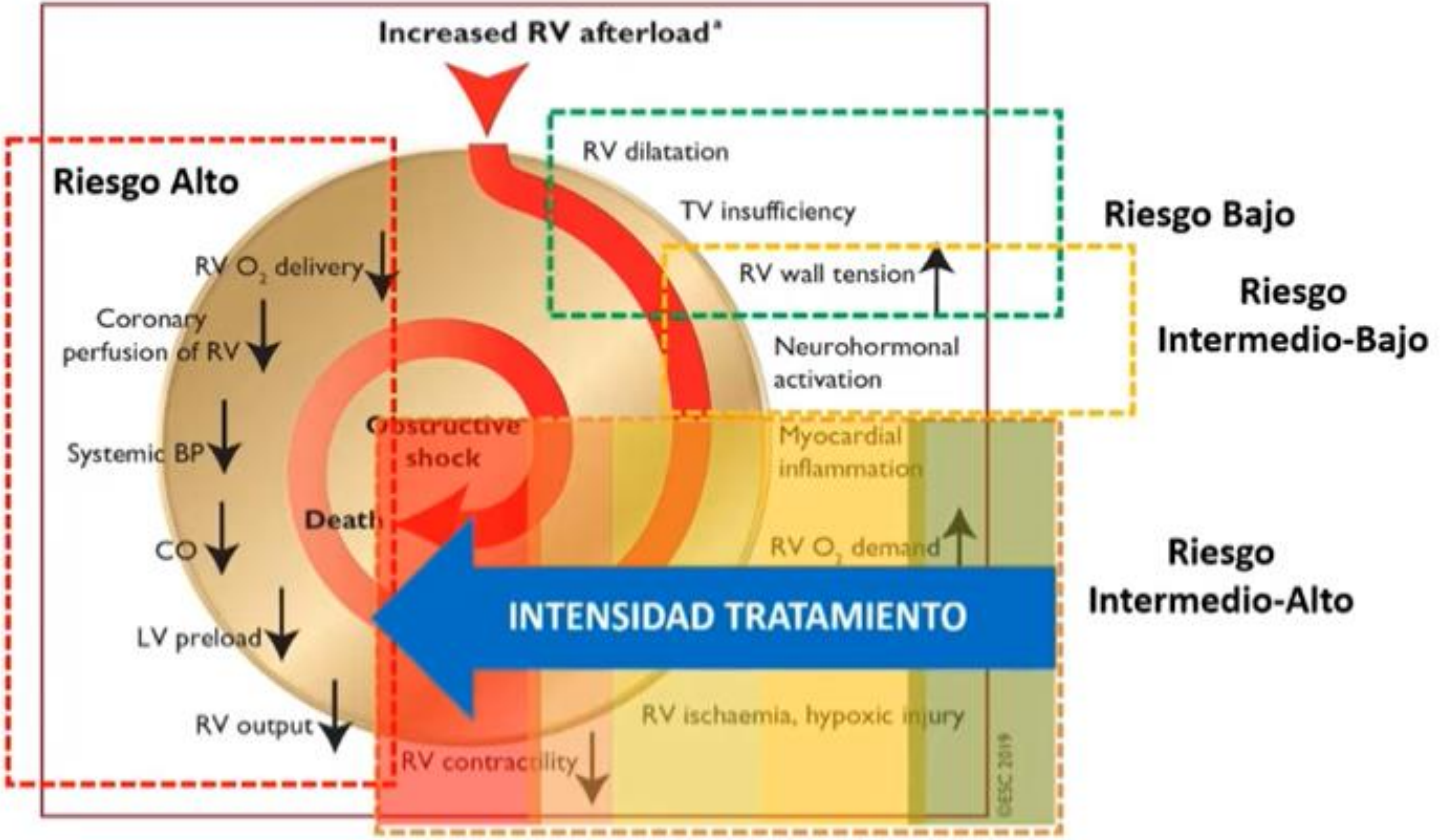 Increased RV afterloadª
RV dilatation
Riesgo Alto
TV insufficiency
Riesgo Bajo
RV O₂ delivery
RV wall tension
Riesgo
Intermedio-Bajo
Coronary
perfusion of RV
Neurohormonal
activation
Obstructive
shock
Myocardial
inflammation
Systemic BP
Death
RV O₂ demand
CO
Riesgo
Intermedio-Alto
INTENSIDAD TRATAMIENTO
LV preload
RV output
RV ischaemia, hypoxic injury
RV contractility
©ESC 2019